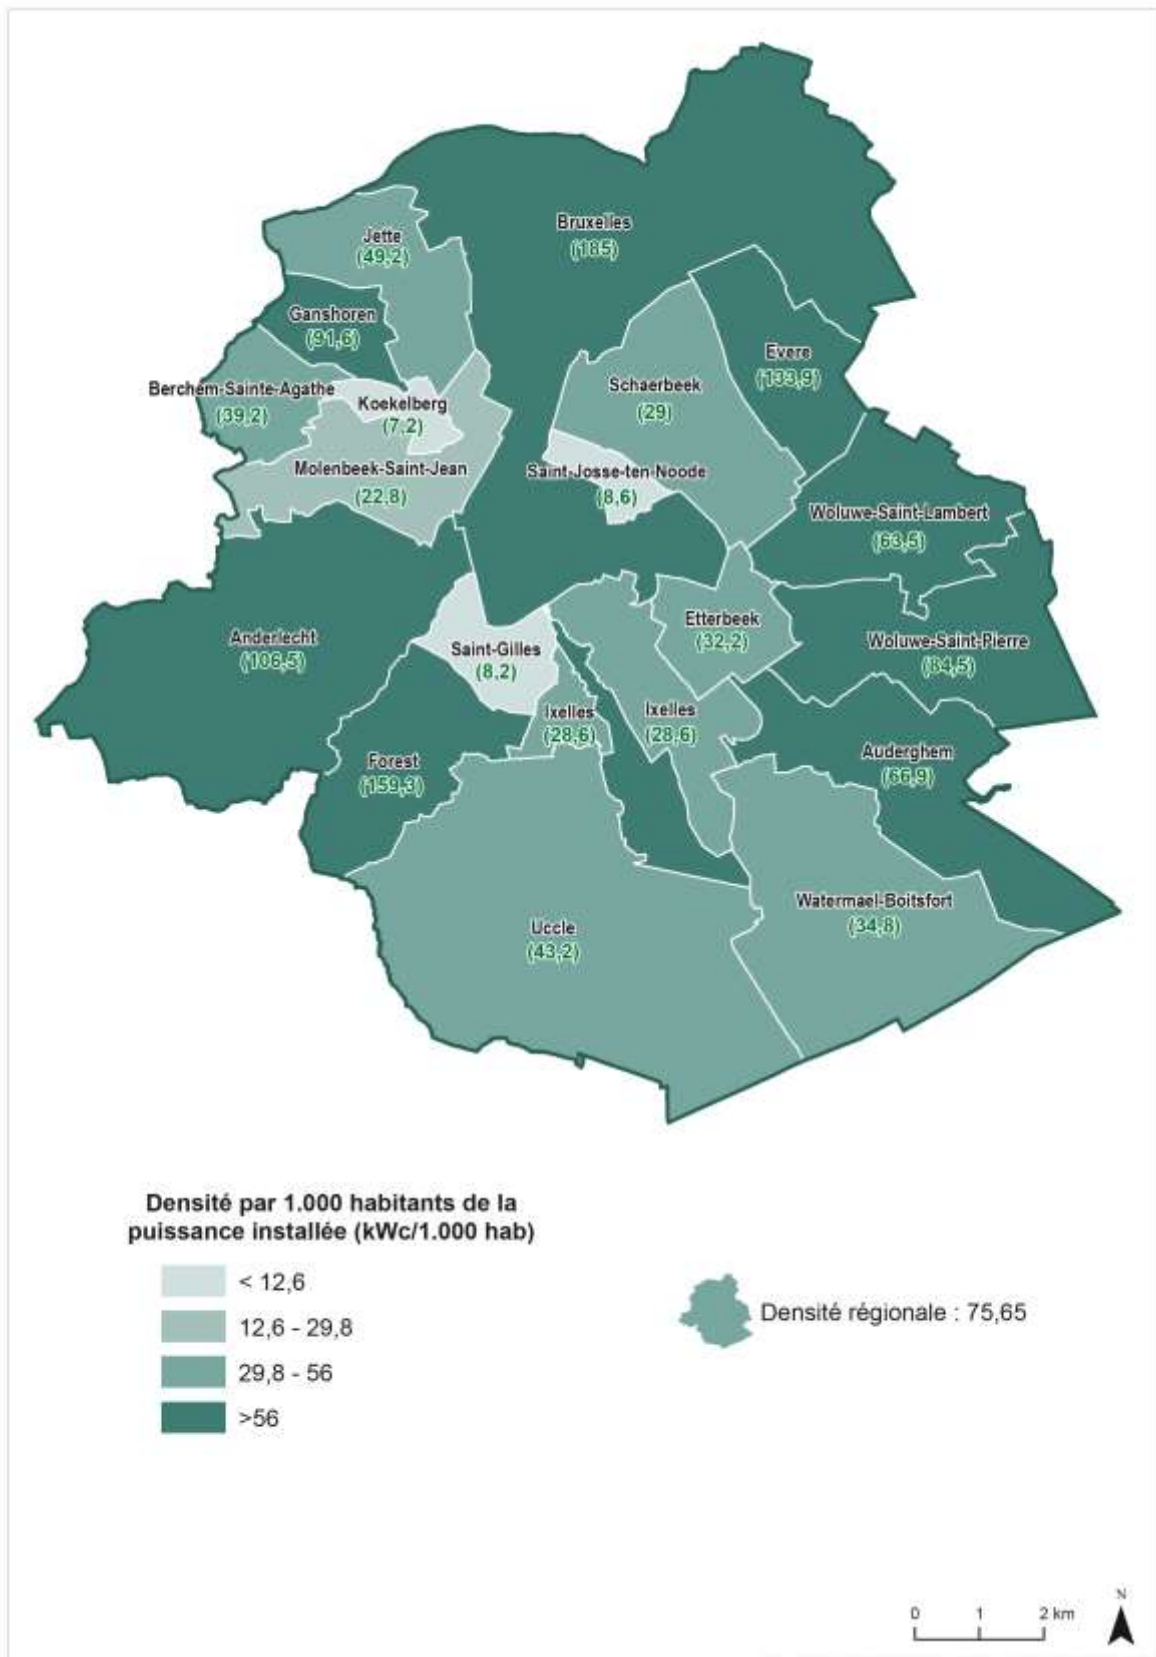 Bruxelles
(185)
Jette
(49,2)
Ganshoren
(91,6)
Evere
(133,9)
Berchem-Sainte-Agathe
(39,2)
Schaerbeek
(29)
Koekelberg
(7,2)
Molenbeek-Saint-Jean
(22,8)
Saint-Josse-ten-Noode
(8,6)
Woluwe-Saint-Lambert
(63,5)
Anderlecht
(106,5)
Etterbeek
(32,2)
Woluwe-Saint-Pierre
(84,5)
Saint-Gilles
(8,2)
Ixelles
(28,6)
Ixelles
(28,6)
Forest
(159,3)
Auderghem
(66,9)
Watermael-Boitsfort
(34,8)
Uccle
(43,2)
Densité par 1.000 habitants de la
puissance installée (kWc/1.000 hab)
< 12,6
12,6 - 29,8
29,8 - 56
>56
Densité régionale : 75,65
N
0 1 2 km